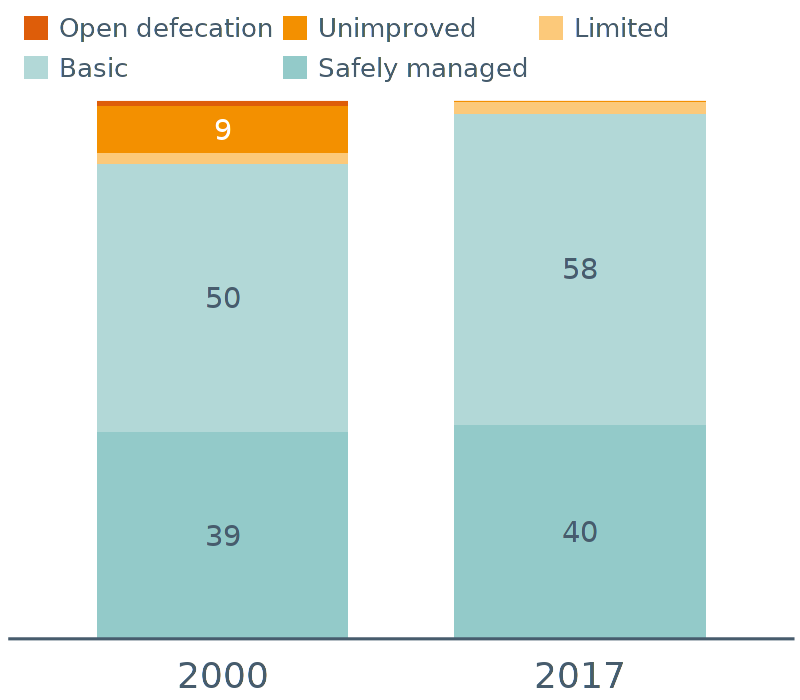 Open defecation Unimproved Limited
Basic Safely managed
9
50 58
39 40
2000 2017